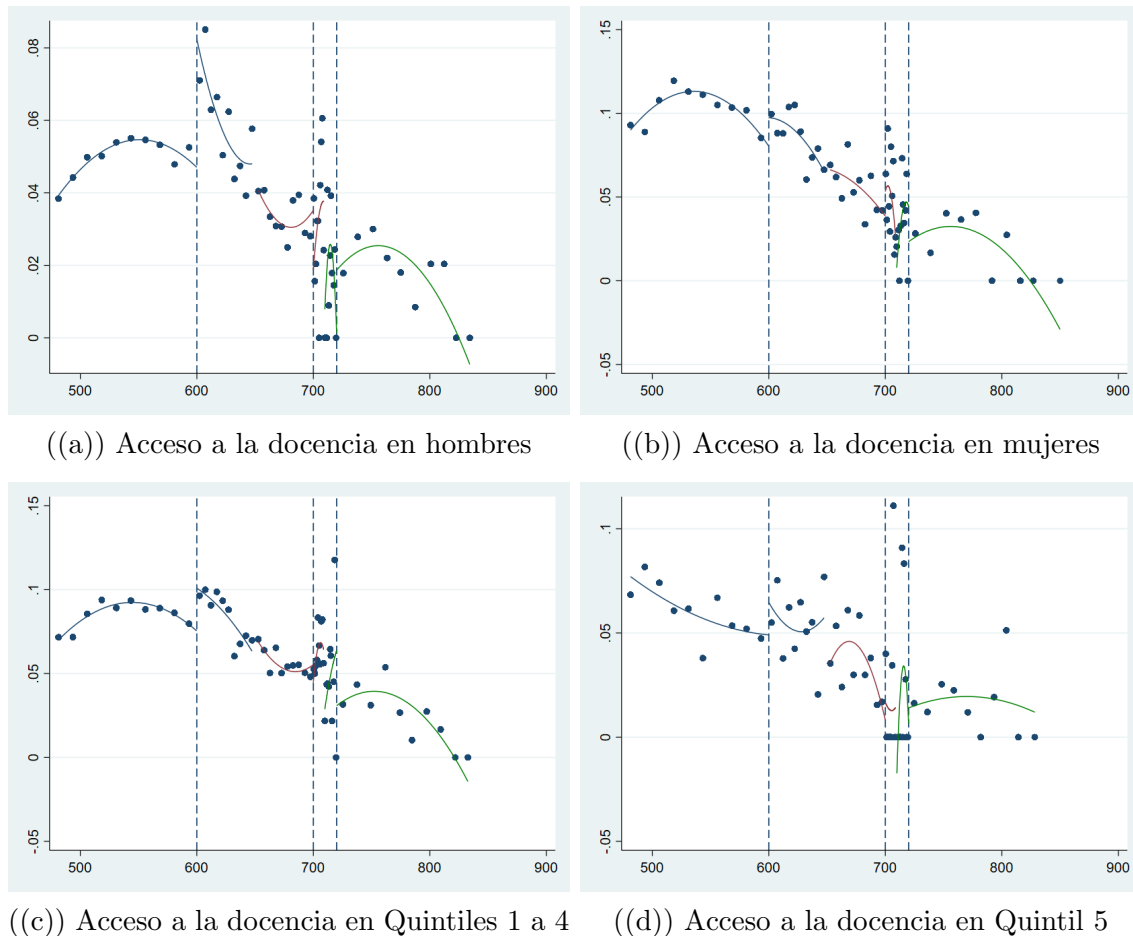 .08
.06
.04
.02
0
500 600 700 800 900
((a)) Acceso a la docencia en hombres
.15
.1
.05
0
-.05
500 600 700 800 900
((b)) Acceso a la docencia en mujeres
.15
.1
.05
0
-.05
500 600 700 800 900
((c)) Acceso a la docencia en Quintiles 1 a 4
.1
.05
0
-.05
500 600 700 800 900
((d)) Acceso a la docencia en Quintil 5